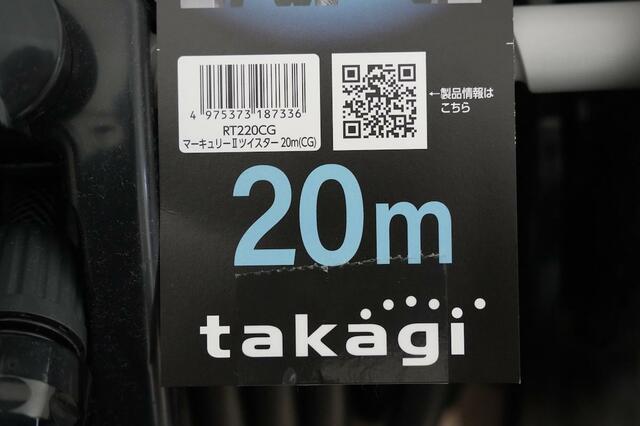 4 975373 187336
RT220CG
マーキュリーⅡツイスター 20m(CG)
←製品情報は
こちら
20m
takagi